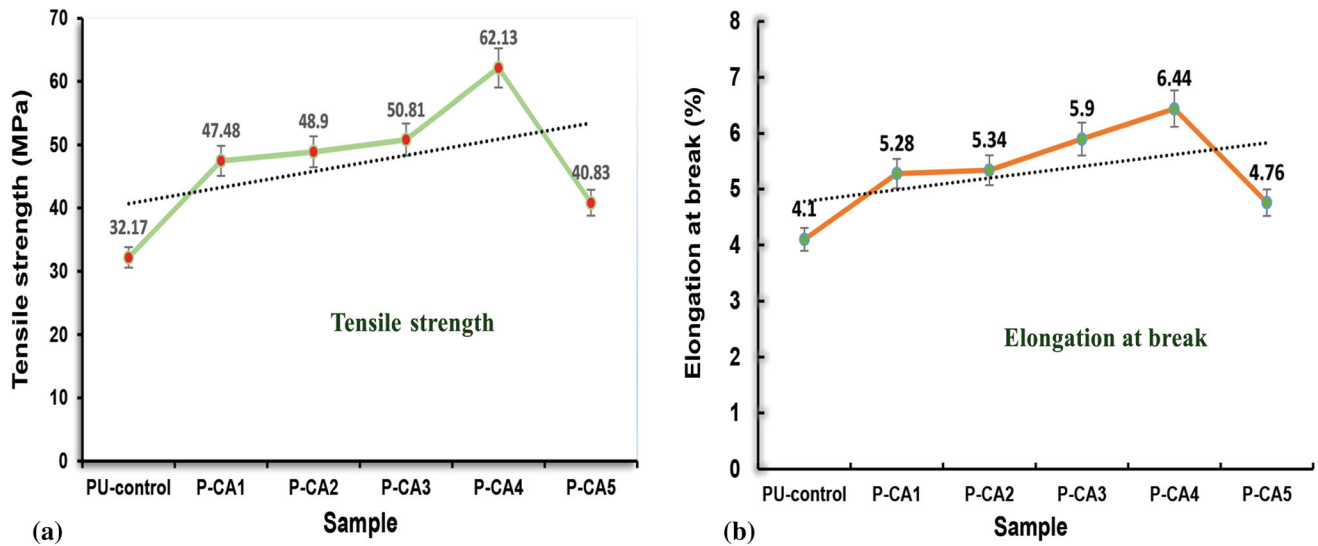 70
60
50
40
30
20
10
0
Tensile strength (MPa)
32.17
47.48
48.9
50.81
62.13
40.83
Tensile strength
PU-control P-CA1 P-CA2 P-CA3 P-CA4 P-CA5
Sample
(a)
8
7
6
5
4
3
2
1
0
Elongation at break (%)
4.1
5.28
5.34
5.9
6.44
4.76
Elongation at break
PU-control P-CA1 P-CA2 P-CA3 P-CA4 P-CA5
Sample
(b)